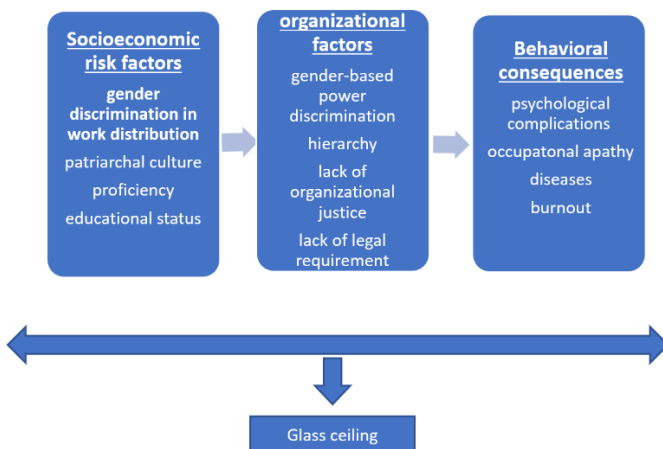 Socioeconomic
risk factors
gender
discrimination in
work distribution
patriarchal culture
proficiency
educational status
organizational
factors
gender-based
power
discrimination
hierarchy
lack of
organizational
justice
lack of legal
requirement
Behavioral
consequences
psychological
complications
occupatonal apathy
diseases
burnout
Glass ceiling